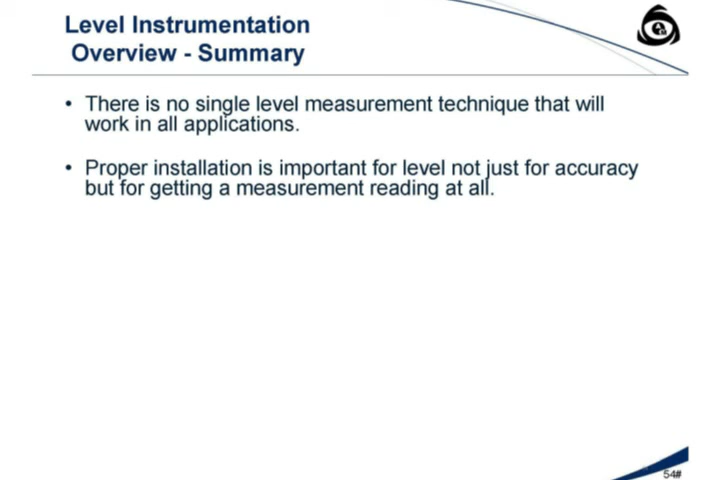 Level Instrumentation
Overview - Summary
• There is no single level measurement technique that will
work in all applications.
• Proper installation is important for level not just for accuracy
but for getting a measurement reading at all.
54#